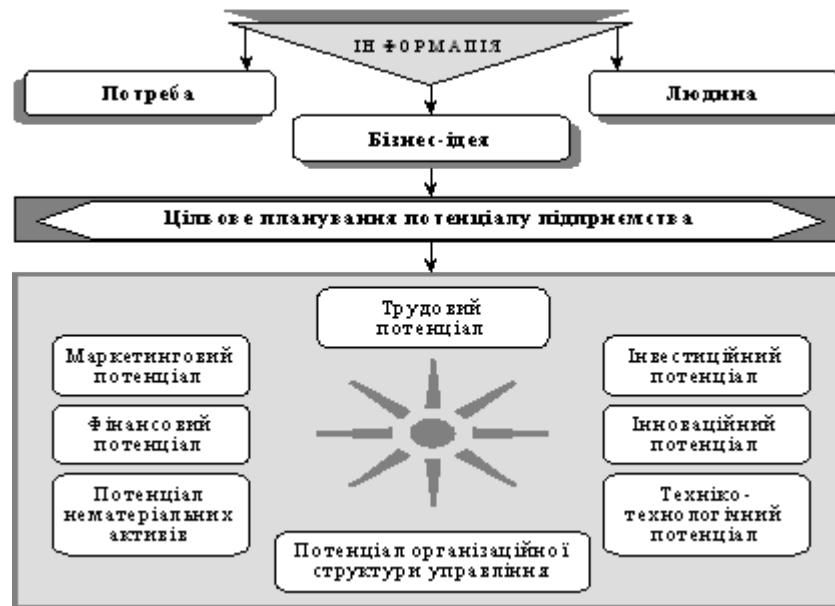 ІНФОРМАЦІЯ
Потреба
Людина
Бізнес-ідея
Цільове планування потенціалу підприємства
Трудовий
потенціал
Маркетинговий
потенціал
Фінансовий
потенціал
Потенціал
нематеріальних
активів
Інвестиційний
потенціал
Інноваційний
потенціал
Техніко-
технологічний
потенціал
Потенціал організаційної
структури управління